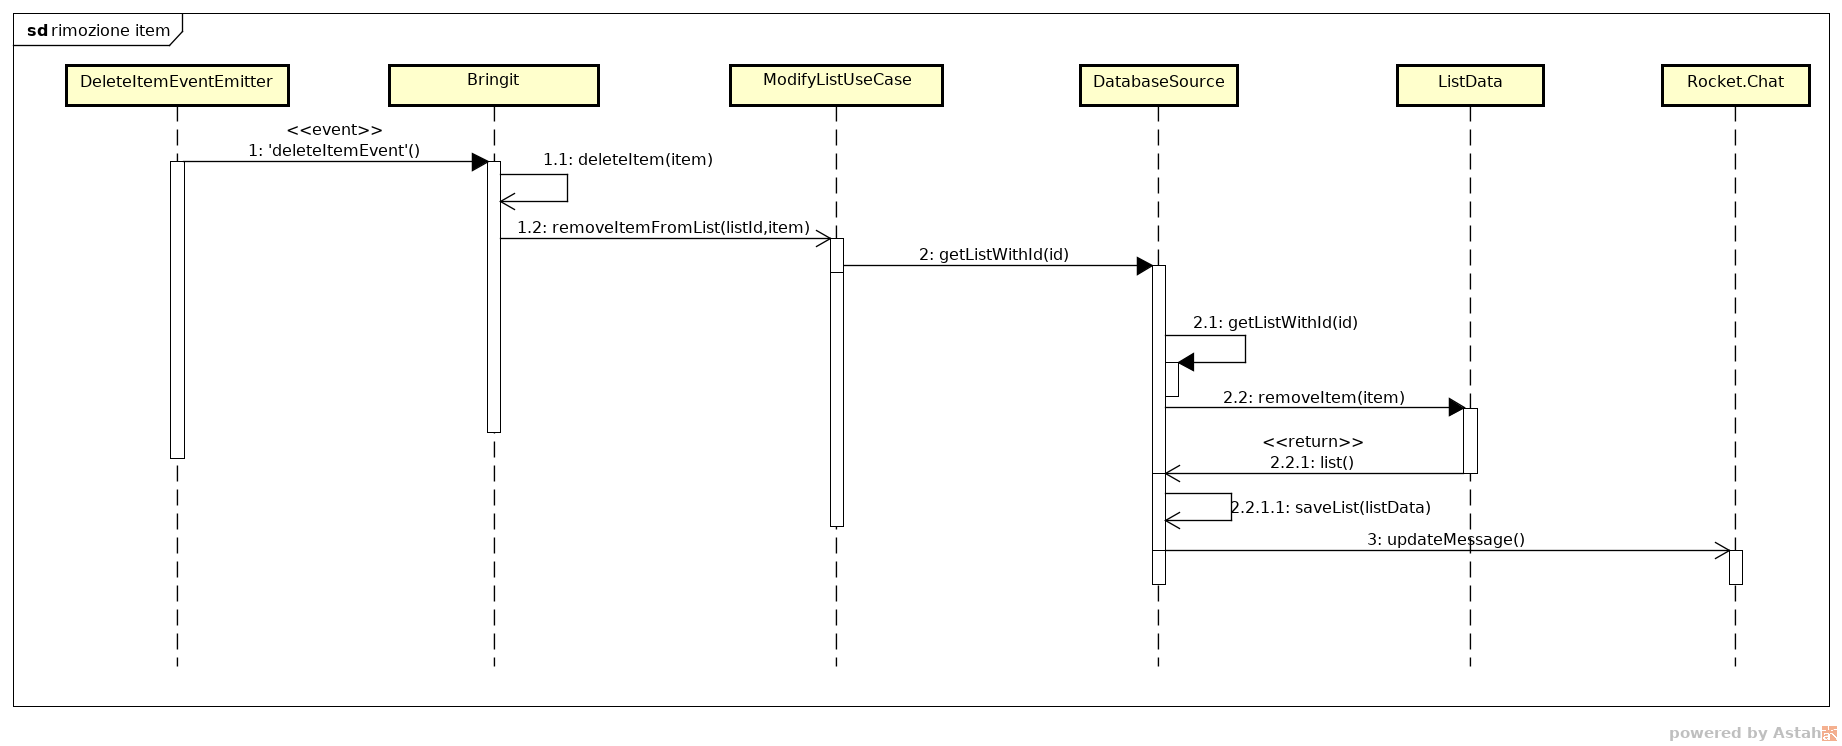 sd rimozione item
DeleteItemEventEmitter
Bringit
ModifyListUseCase
DatabaseSource
ListData
Rocket.Chat
<<event>>
1: 'deleteItemEvent'()
1.1: deleteItem(item)
1.2: removeItemFromList(listId,item)
2: getListWithId(id)
2.1: getListWithId(id)
2.2: removeItem(item)
<<return>>
2.2.1: list()
2.2.1.1: saveList(listData)
3: updateMessage()
powered by Astah